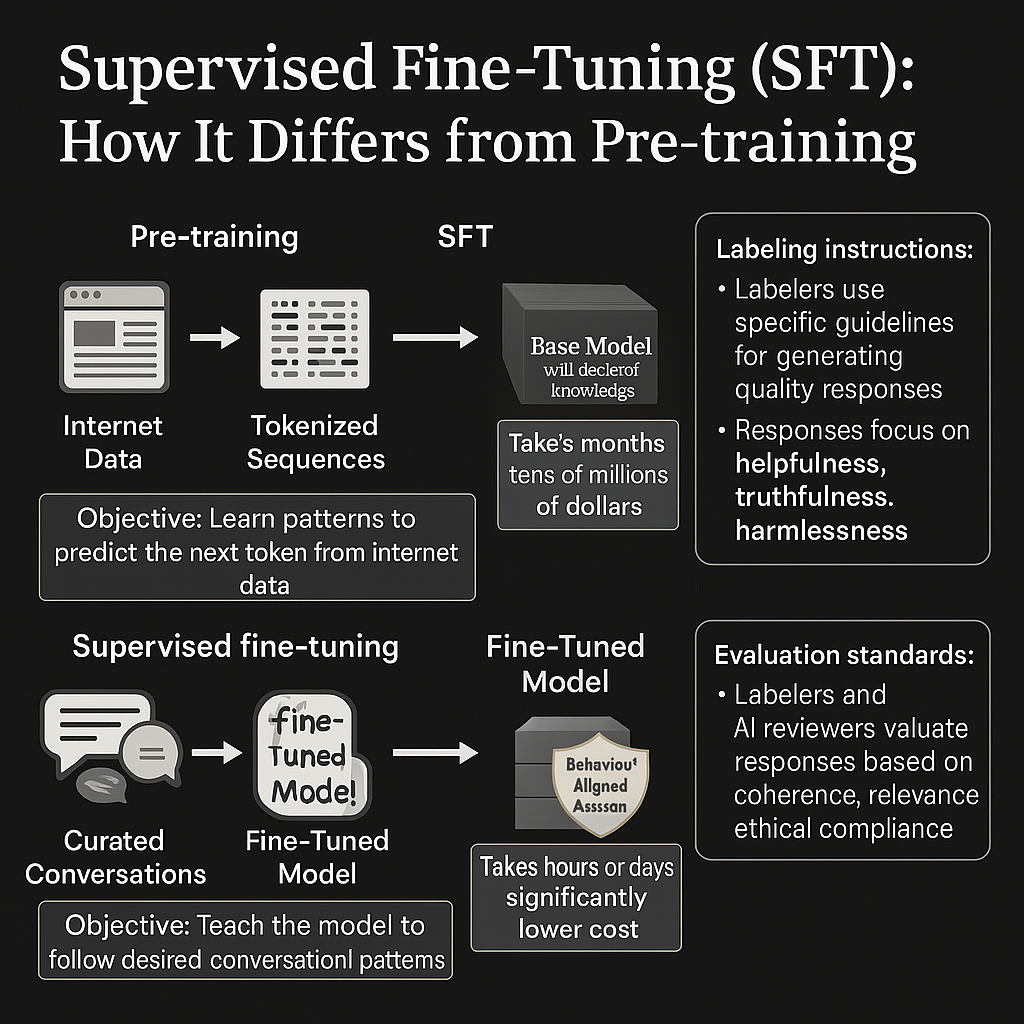 Supervised Fine-Tuning (SFT):
How It Differs from Pre-training
Pre-training
SFT
Internet
Data
Tokenized
Sequences
Base Model
will declerof
knowledgs
Take's months
tens of millions
of dollars
Objective: Learn patterns to
predict the next token from internet
data
Labeling instructions:
• Labelers use
specific guidelines
for generating
quality responses
• Responses focus on
helpfulness,
truthfulness.
harmlessness
Supervised fine-tuning
Fine-Tuned
Model
fine-
Tuned
Mode!
Behaviou'
Allgned
Assssan
Curated
Conversations
Fine-Tuned
Model
Takes hours or days
significantly
lower cost
Objective: Teach the model to
follow desired conversationl pattems
Evaluation standards:
• Labelers and
AI reviewers valuate
responses based on
coherence, relevance
ethical compliance